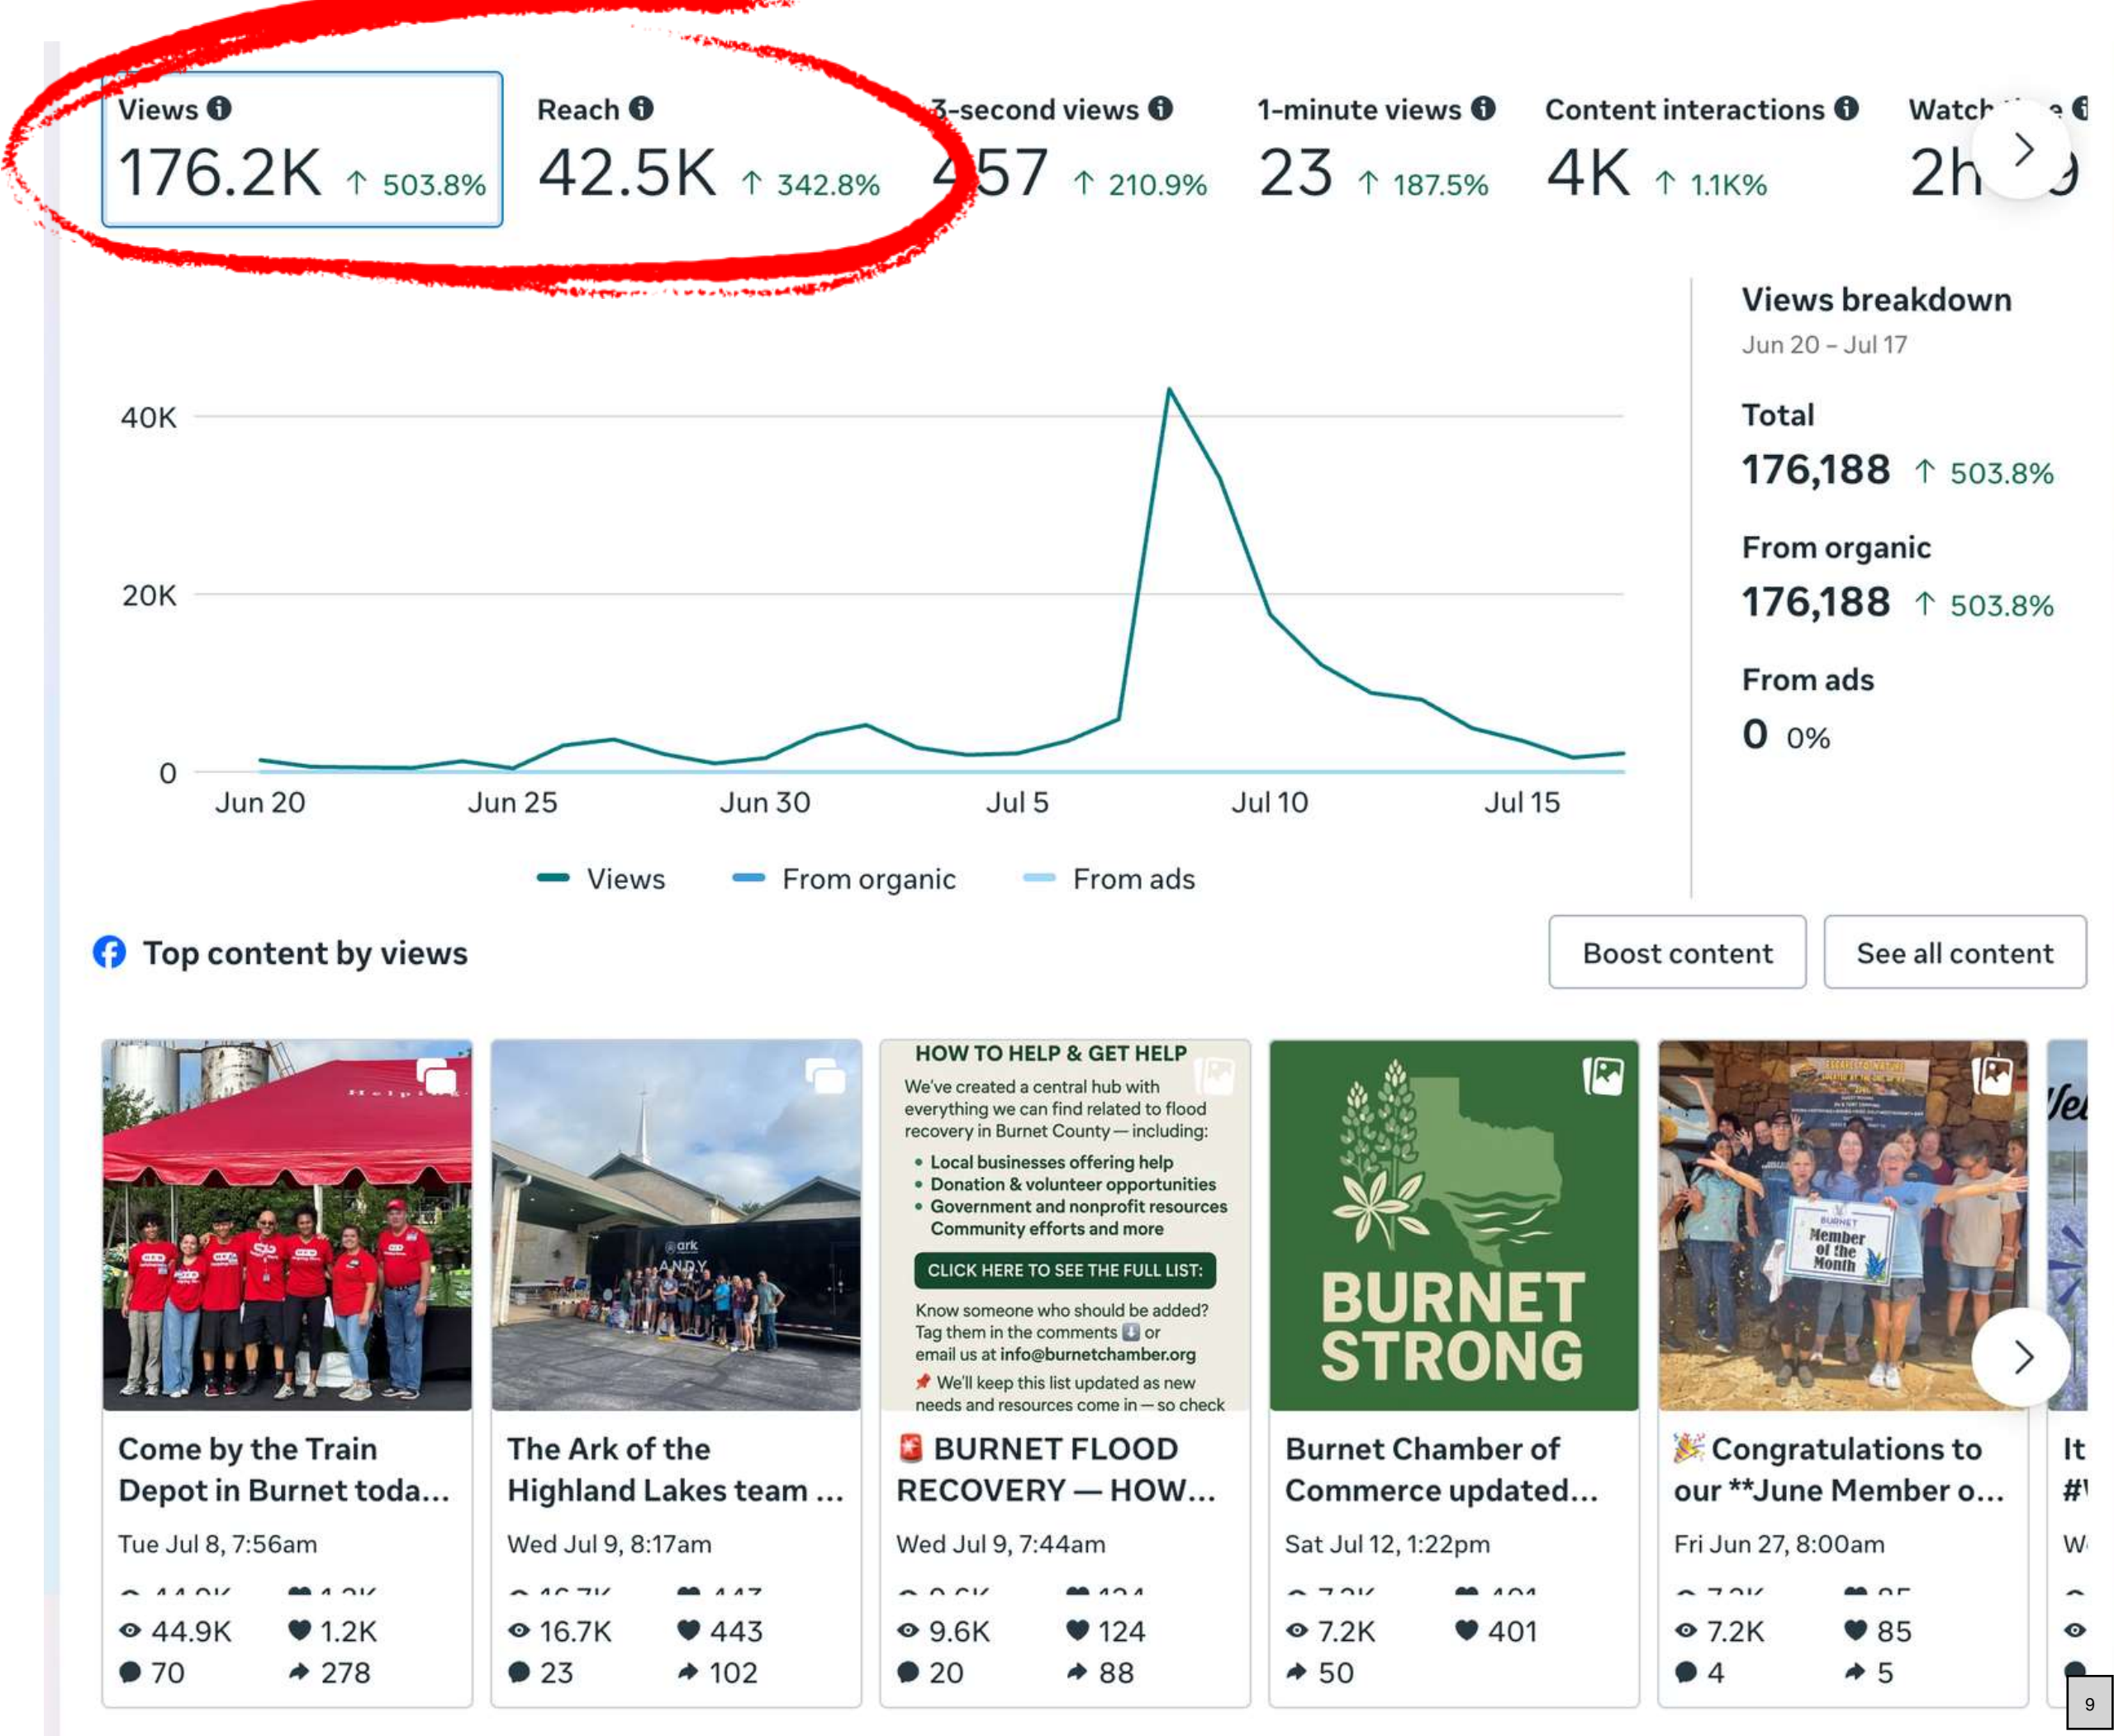 Views
176.2K ↑ 503.8%
Reach
42.5K ↑ 342.8%
3-second views
457 ↑ 210.9%
1-minute views
23 ↑ 187.5%
Content interactions
4K ↑ 1.1K%
2h
Views breakdown
Jun 20 – Jul 17
Total
176,188 ↑ 503.8%
From organic
176,188 ↑ 503.8%
From ads
0 0%
40K
20K
0
Jun 20 Jun 25 Jun 30 Jul 5 Jul 10 Jul 15
Views From organic From ads
Top content by views
Boost content
See all content
HOW TO HELP & GET HELP
We've created a central hub with
everything we can find related to flood
recovery in Burnet County — including:
• Local businesses offering help
• Donation & volunteer opportunities
• Government and nonprofit resources
Community efforts and more
CLICK HERE TO SEE THE FULL LIST:
Know someone who should be added?
Tag them in the comments ⬇️ or
email us at info@burnetchamber.org
📌 We'll keep this list updated as new
needs and resources come in — so check
ark
ANDY
BURNET
STRONG
BURNET
Member
of the
Month
Come by the Train
Depot in Burnet toda...
Tue Jul 8, 7:56am
44.9K 1.2K
70 278
The Ark of the
Highland Lakes team ...
Wed Jul 9, 8:17am
16.7K 443
23 102
🚨 BURNET FLOOD
RECOVERY — HOW...
Wed Jul 9, 7:44am
9.6K 124
20 88
Burnet Chamber of
Commerce updated...
Sat Jul 12, 1:22pm
7.2K 401
50
🎉 Congratulations to
our **June Member o...
Fri Jun 27, 8:00am
7.2K 85
4 5
It
9